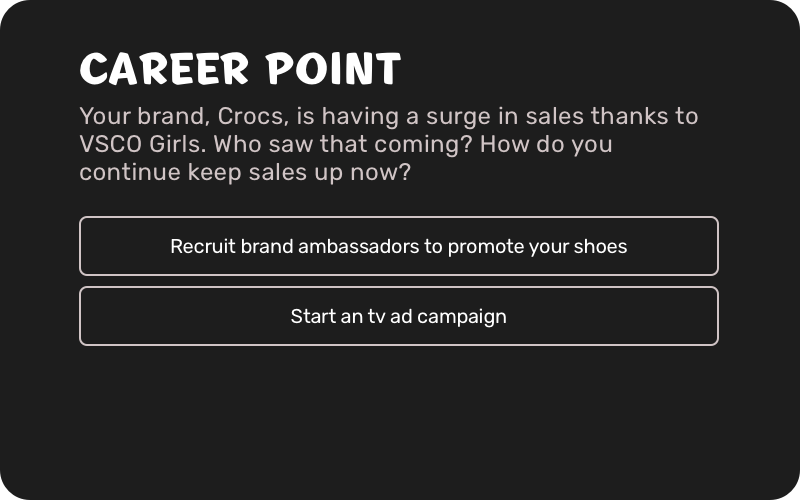 CAREER POINT
Your brand, Crocs, is having a surge in sales thanks to
VSCO Girls. Who saw that coming? How do you
continue keep sales up now?
Recruit brand ambassadors to promote your shoes
Start an tv ad campaign